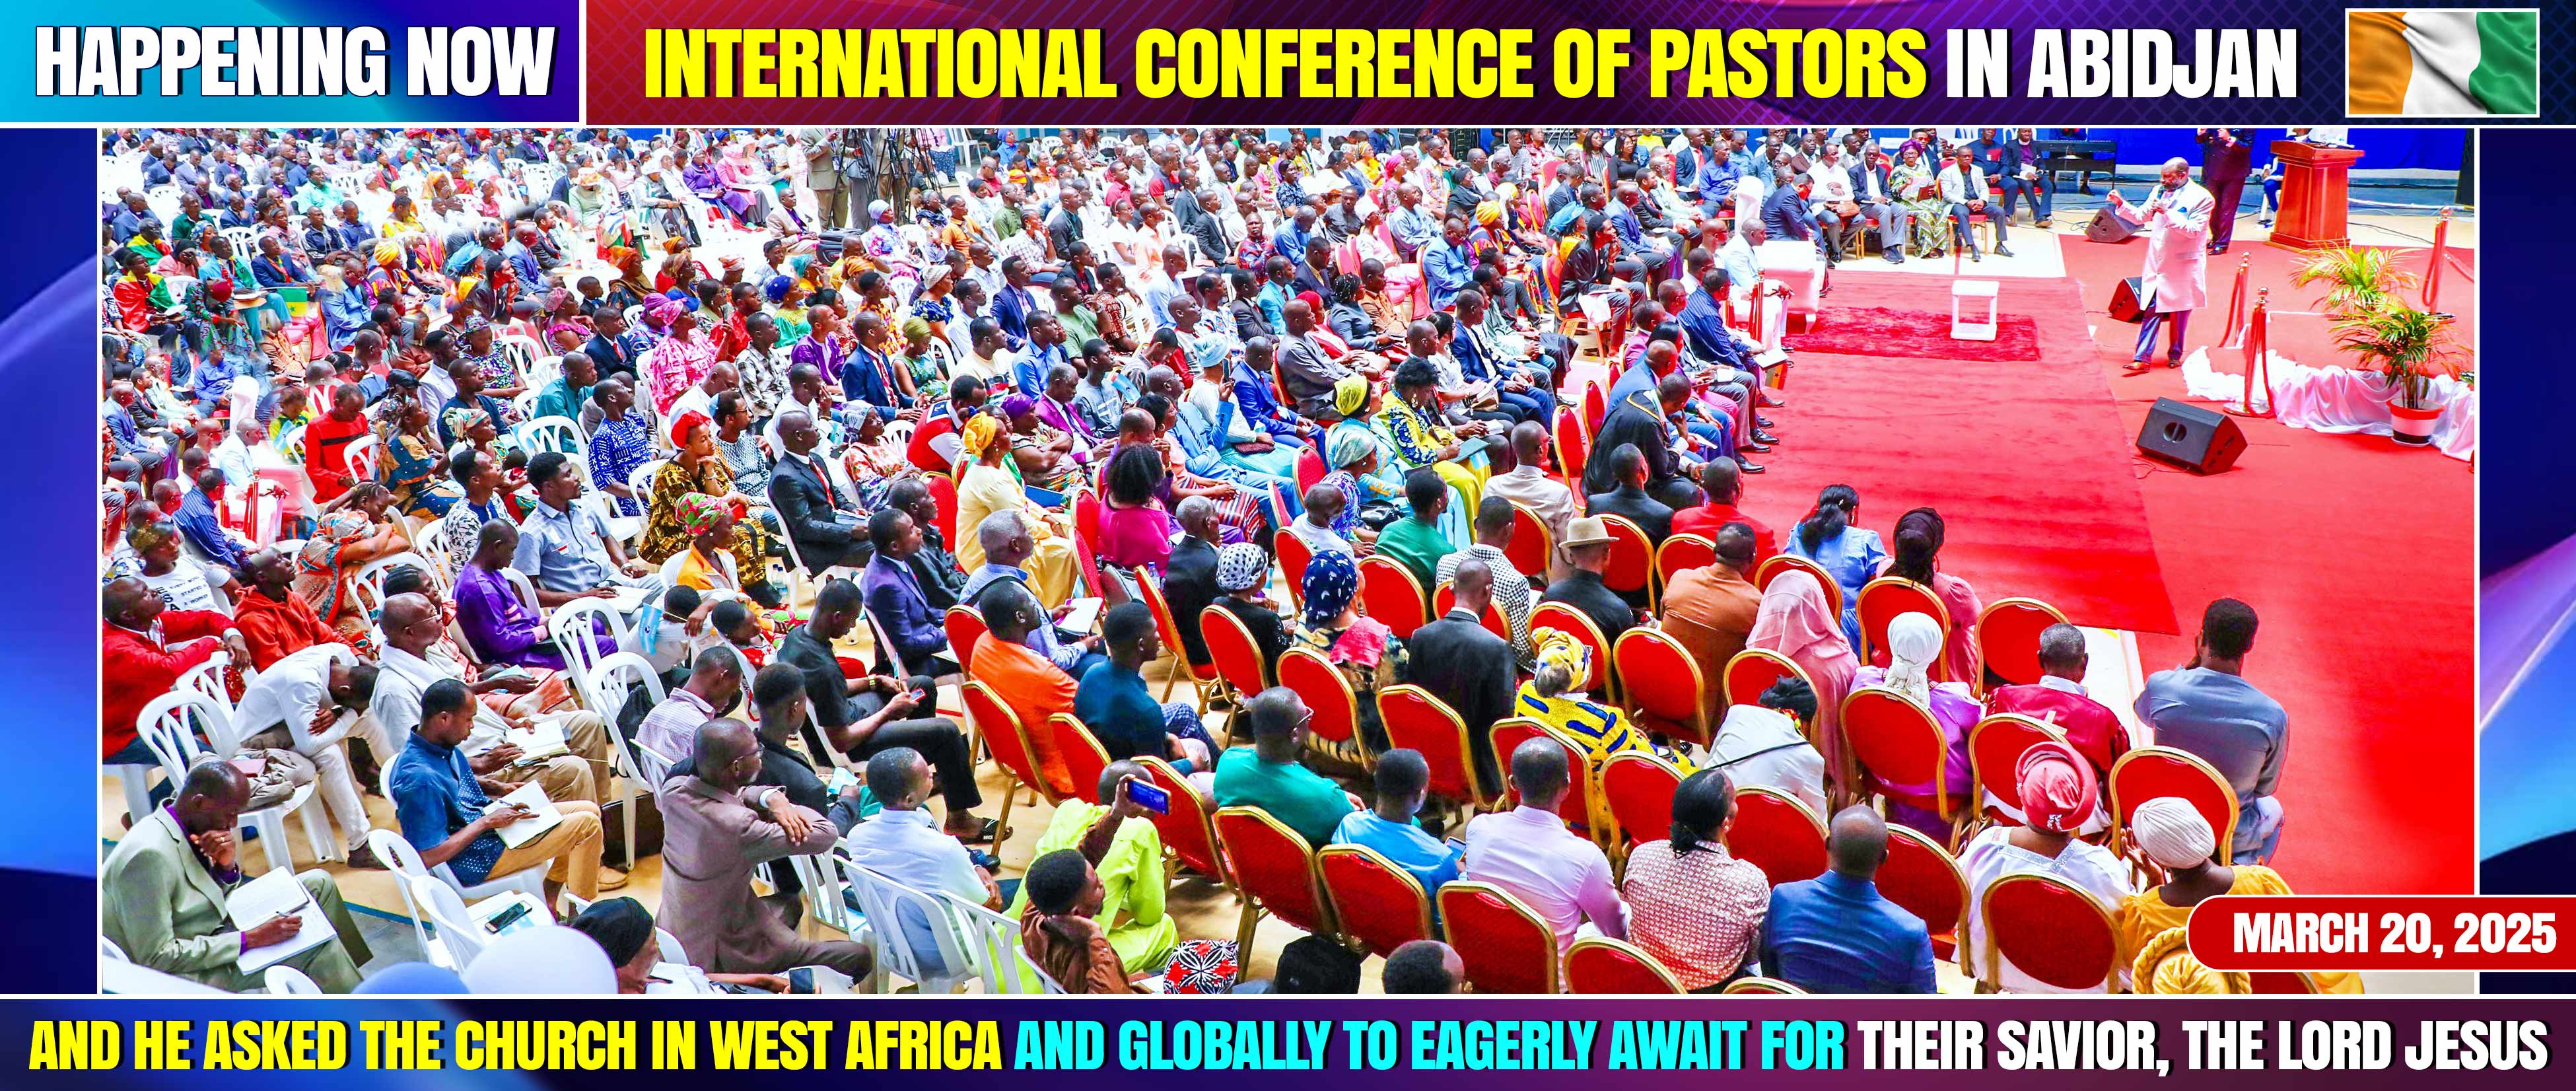 HAPPENING NOW
INTERNATIONAL CONFERENCE OF PASTORS IN ABIDJAN
MARCH 20, 2025
AND HE ASKED THE CHURCH IN WEST AFRICA AND GLOBALLY TO EAGERLY AWAIT FOR THEIR SAVIOR, THE LORD JESUS